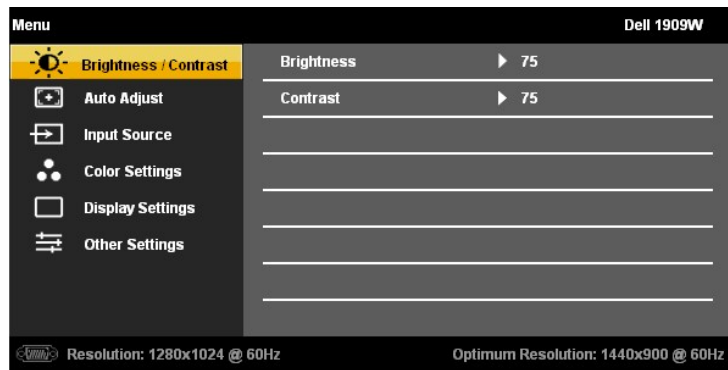 Menu Dell 1909W
Brightness / Contrast
Brightness 75
Auto Adjust
Contrast 75
Input Source
Color Settings
Display Settings
Other Settings
Resolution: 1280x1024 @ 60Hz Optimum Resolution: 1440x900 @ 60Hz